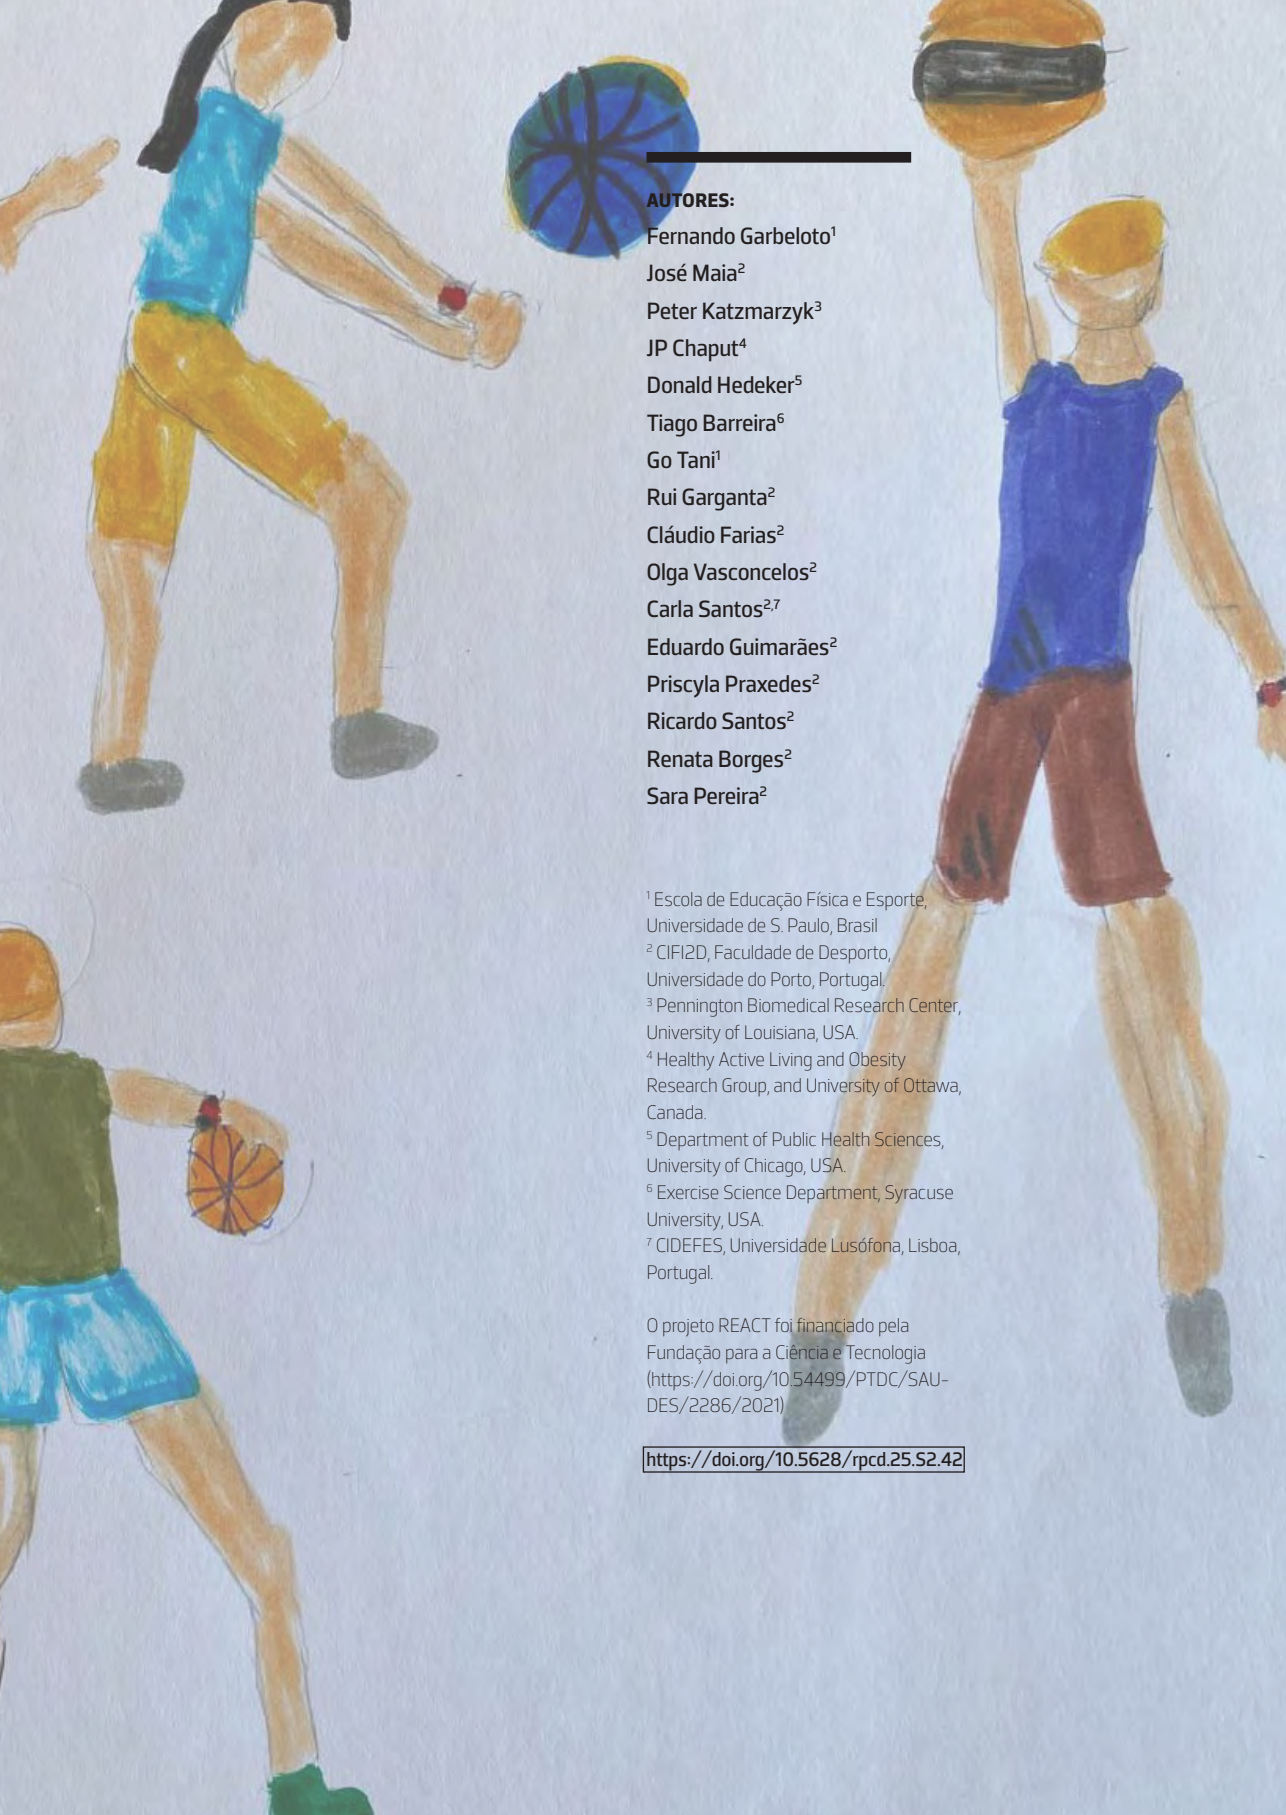 AUTORES:
Fernando Garbeloto¹
José Maia²
Peter Katzmarzyk³
JP Chaput⁴
Donald Hedeker⁵
Tiago Barreira⁶
Go Tani¹
Rui Garganta²
Cláudio Farias²
Olga Vasconcelos²
Carla Santos²,⁷
Eduardo Guimarães²
Priscyla Praxedes²
Ricardo Santos²
Renata Borges²
Sara Pereira²
¹ Escola de Educação Física e Esporte,
Universidade de S. Paulo, Brasil
² CIFI2D, Faculdade de Desporto,
Universidade do Porto, Portugal.
³ Pennington Biomedical Research Center,
University of Louisiana, USA.
⁴ Healthy Active Living and Obesity
Research Group, and University of Ottawa,
Canada.
⁵ Department of Public Health Sciences,
University of Chicago, USA.
⁶ Exercise Science Department, Syracuse
University, USA.
⁷ CIDEFES, Universidade Lusófona, Lisboa,
Portugal.
O projeto REACT foi financiado pela
Fundação para a Ciência e Tecnologia
(https://doi.org/10.54499/PTDC/SAU-
DES/2286/2021)
https://doi.org/10.5628/rpcd.25.S2.42